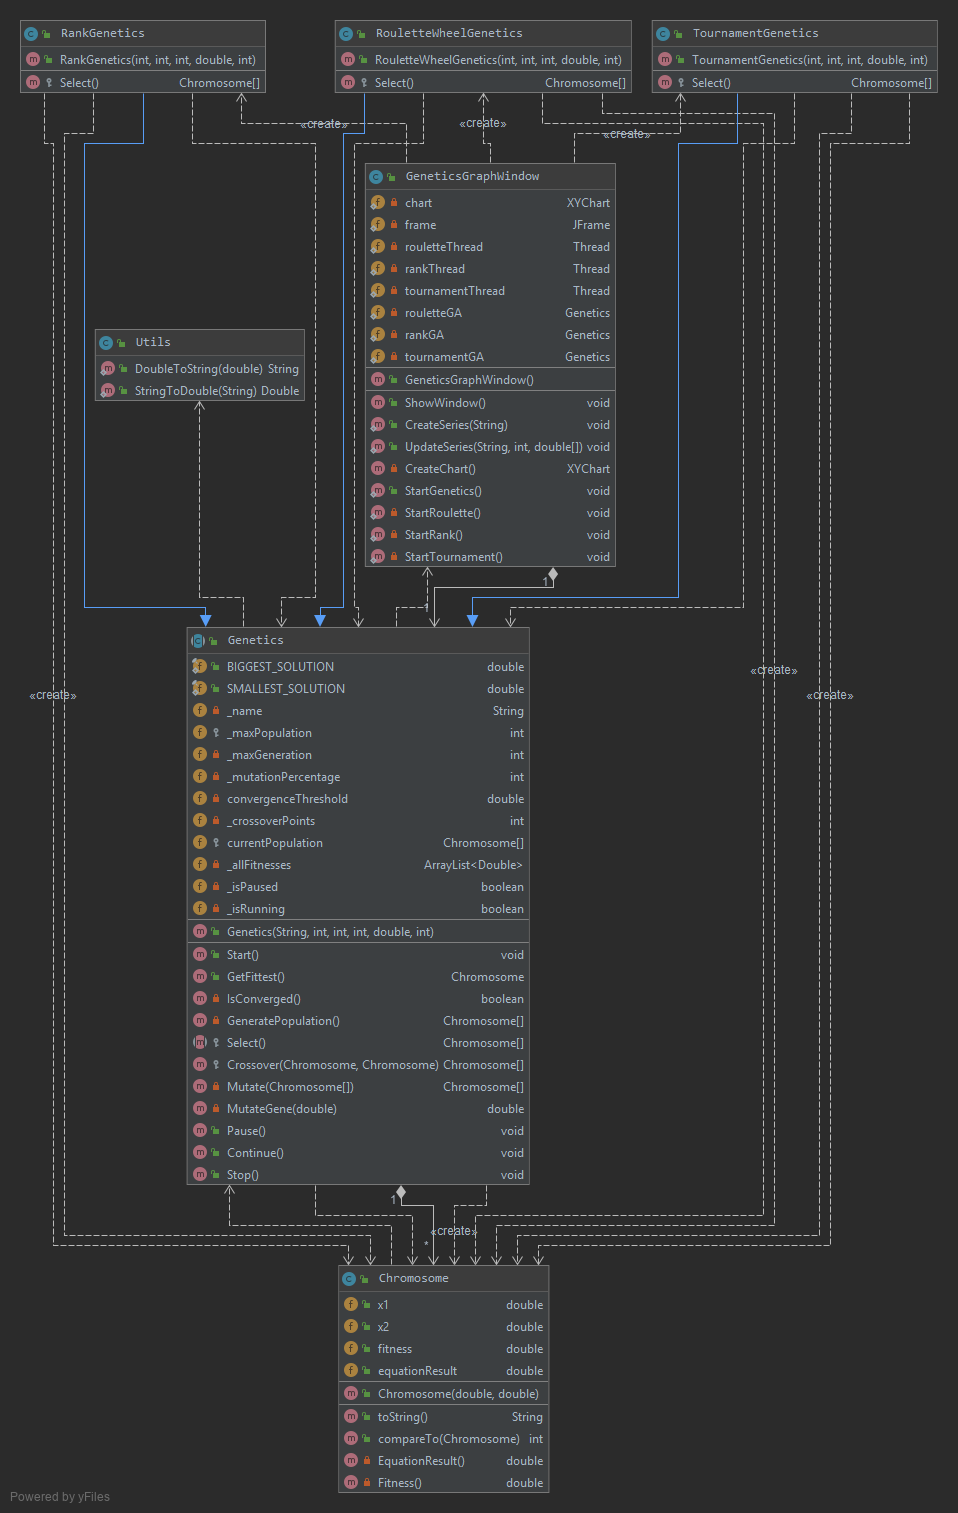 RankGenetics
RankGenetics(int, int, int, double, int)
Select() Chromosome[]
RouletteWheelGenetics
RouletteWheelGenetics(int, int, int, double, int)
Select() Chromosome[]
TournamentGenetics
TournamentGenetics(int, int, int, double, int)
Select() Chromosome[]
«create»
«create»
«create»
GeneticsGraphWindow
chart XYChart
frame JFrame
rouletteThread Thread
rankThread Thread
tournamentThread Thread
rouletteGA Genetics
rankGA Genetics
tournamentGA Genetics
GeneticsGraphWindow()
ShowWindow() void
CreateSeries(String) void
UpdateSeries(String, int, double[]) void
CreateChart() XYChart
StartGenetics() void
StartRoulette() void
StartRank() void
StartTournament() void
Utils
DoubleToString(double) String
StringToDouble(String) Double
1
1
Genetics
BIGGEST_SOLUTION double
SMALLEST_SOLUTION double
_name String
_maxPopulation int
_maxGeneration int
_mutationPercentage int
convergenceThreshold double
_crossoverPoints int
currentPopulation Chromosome[]
_allFitnesses ArrayList<Double>
_isPaused boolean
_isRunning boolean
Genetics(String, int, int, int, double, int)
Start() void
GetFittest() Chromosome
IsConverged() boolean
GeneratePopulation() Chromosome[]
Select() Chromosome[]
Crossover(Chromosome, Chromosome) Chromosome[]
Mutate(Chromosome[]) Chromosome[]
MutateGene(double) double
Pause() void
Continue() void
Stop() void
«create»
«create»
«create»
1
«create»
*
Chromosome
x1 double
x2 double
fitness double
equationResult double
Chromosome(double, double)
toString() String
compareTo(Chromosome) int
EquationResult() double
Fitness() double
Powered by yFiles